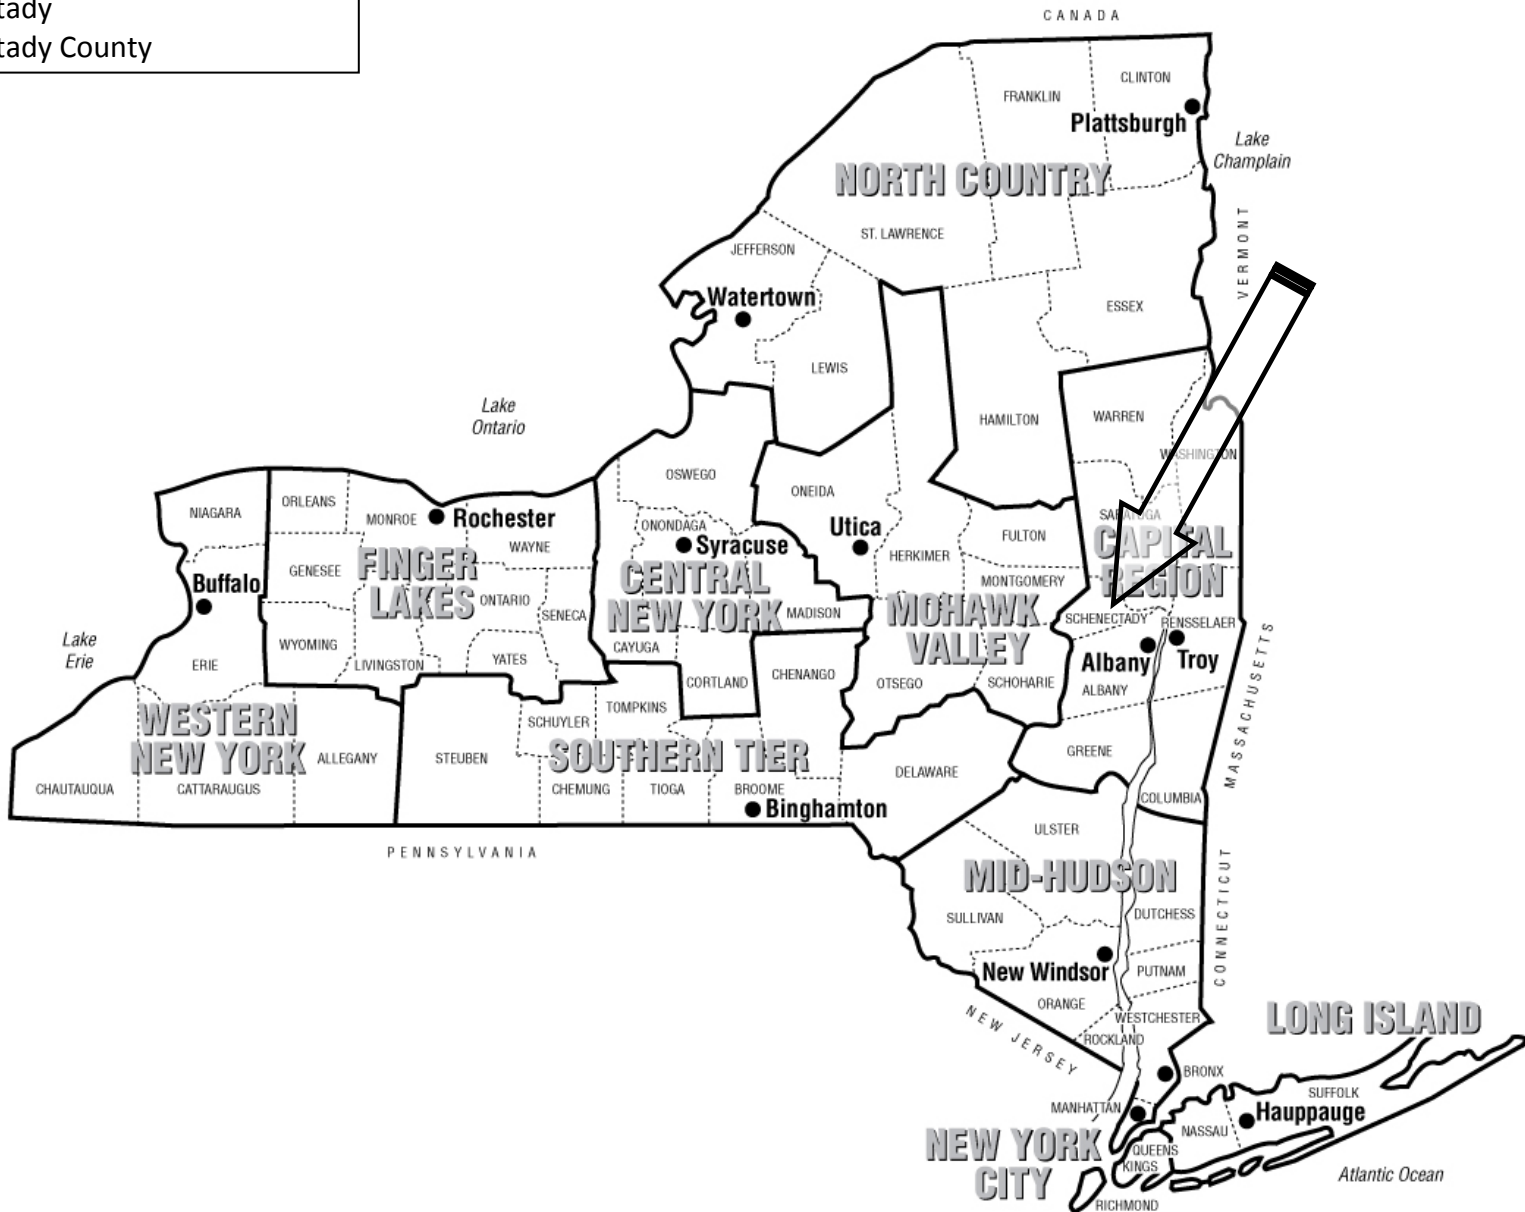 tady
tady County
CANADA
CLINTON
FRANKLIN
Plattsburgh
Lake
Champlain
NORTH COUNTRY
VERMONT
ST. LAWRENCE
JEFFERSON
Watertown
ESSEX
LEWIS
Lake
Ontario
HAMILTON
WARREN
WASHINGTON
OSWEGO
ONEIDA
NIAGARA
ORLEANS
MONROE
Rochester
ONONDAGA
Syracuse
Utica
SARATOGA
FULTON
CAPITAL
REGION
WAYNE
HERKIMER
GENESEE
FINGER
LAKES
CENTRAL
NEW YORK
MONTGOMERY
Buffalo
ONTARIO
SENECA
MADISON
MOHAWK
VALLEY
SCHENECTADY
RENSSELAER
Lake
Erie
WYOMING
LIVINGSTON
YATES
CAYUGA
Albany
Troy
ERIE
CORTLAND
CHENANGO
OTSEGO
SCHOHARIE
ALBANY
MASSACHUSETTS
WESTERN
NEW YORK
SCHUYLER
TOMPKINS
SOUTHERN TIER
ALLEGANY
STEUBEN
GREENE
DELAWARE
CHAUTAUQUA
CATTARAUGUS
CHEMUNG
TIOGA
BROOME
Binghamton
COLUMBIA
PENNSYLVANIA
ULSTER
MID-HUDSON
CONNECTICUT
SULLIVAN
DUTCHESS
New Windsor
PUTNAM
ORANGE
WESTCHESTER
ROCKLAND
NEW JERSEY
LONG ISLAND
BRONX
SUFFOLK
MANHATTAN
Hauppauge
NASSAU
NEW YORK
CITY
QUEENS
KINGS
RICHMOND
Atlantic Ocean